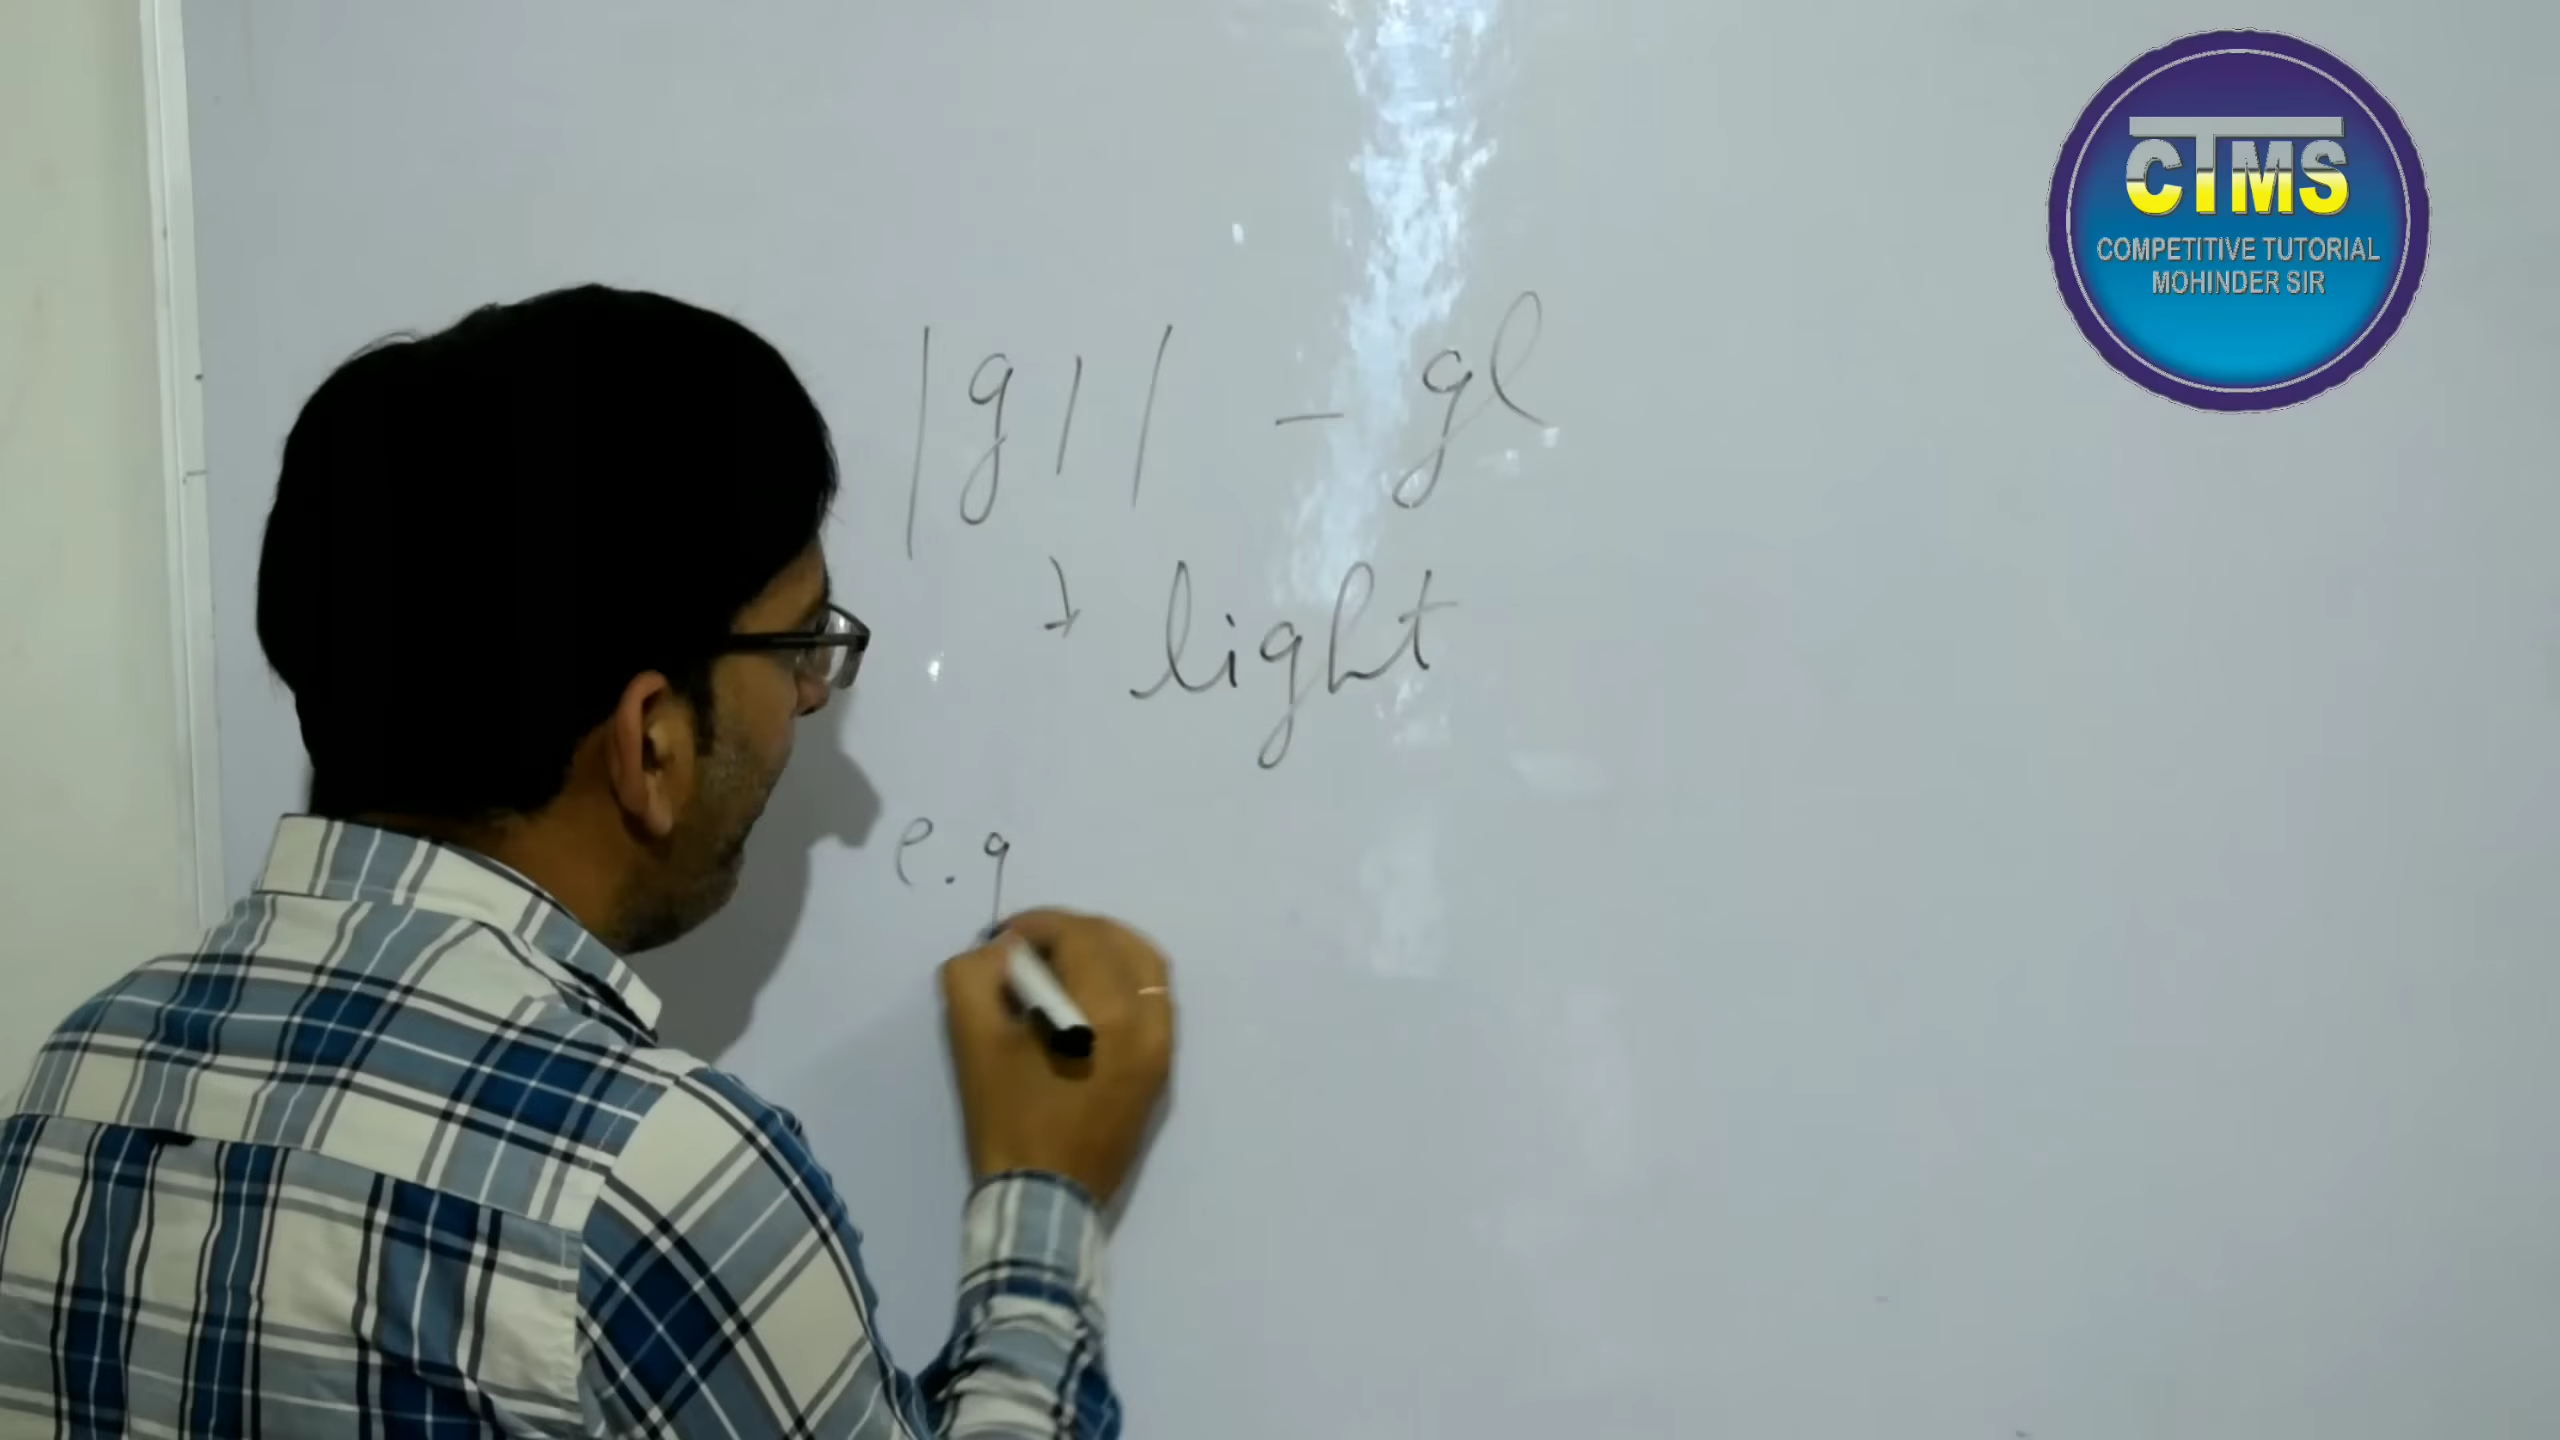 /gl/ - gl
→ light
e.g
CTMS
COMPETITIVE TUTORIAL
MOHINDER SIR